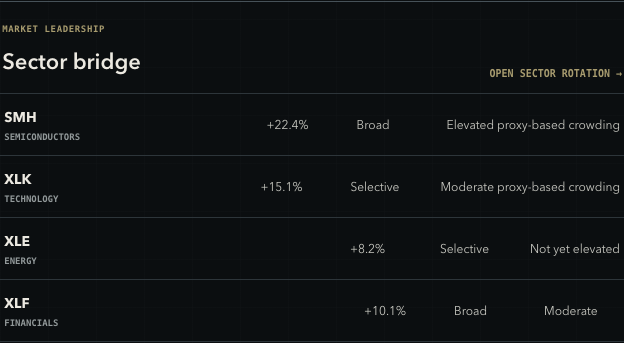 MARKET LEADERSHIP
Sector bridge
OPEN SECTOR ROTATION →
SMH
SEMICONDUCTORS
+22.4% Broad Elevated proxy-based crowding
XLK
TECHNOLOGY
+15.1% Selective Moderate proxy-based crowding
XLE
ENERGY
+8.2% Selective Not yet elevated
XLF
FINANCIALS
+10.1% Broad Moderate